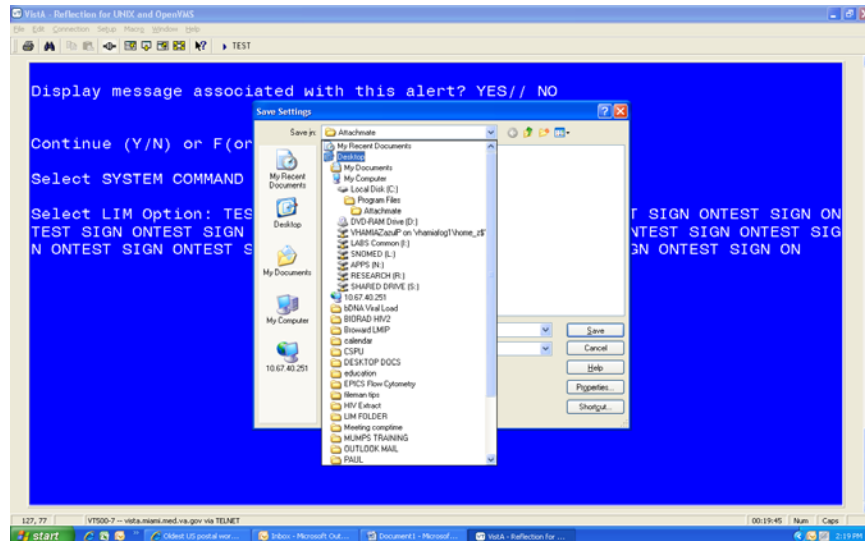 VistA - Reflection for UNIX and OpenVMS
File Edit Connection Setup Macro Window Help
TEST
Display message associated with this alert? YES// NO
Save Settings
Save in:
Attachmate
Continue (Y/N) or F(or
Select SYSTEM COMMAND
Select LIM Option: TES
T SIGN ONTEST SIGN ON
TEST SIGN ONTEST SIGN
NTEST SIGN ONTEST SIG
N ONTEST SIGN ONTEST S
GN ONTEST SIGN ON
My Recent Documents
Desktop
My Documents
My Computer
10.67.40.251
My Recent Documents
Desktop
My Documents
My Computer
Local Disk (C:)
Program Files
Attachmate
DVD-RAM Drive (D:)
LABS Common (I:)
SNOMED (L:)
APPS (N:)
RESEARCH (R:)
SHARED DRIVE (S:)
10.67.40.251
bDNA Viral Load
BIORAD HIV2
Broward LMIP
calendar
CSPU
DESKTOP DOCS
education
EPICS Flow Cytometry
fileman tips
HIV Extract
LIM FOLDER
Meeting comptime
MUMPS TRAINING
OUTLOOK MAIL
PAUL
Save
Cancel
Help
Properties...
Shortcut...
127, 77
VT500-7 -- vista.miami.med.va.gov via TELNET
00:19:45
Num
Caps
start
Oldest US postal wor...
Inbox - Microsoft Out...
Document1 - Microsof...
VistA - Reflection for ...
2:19 PM